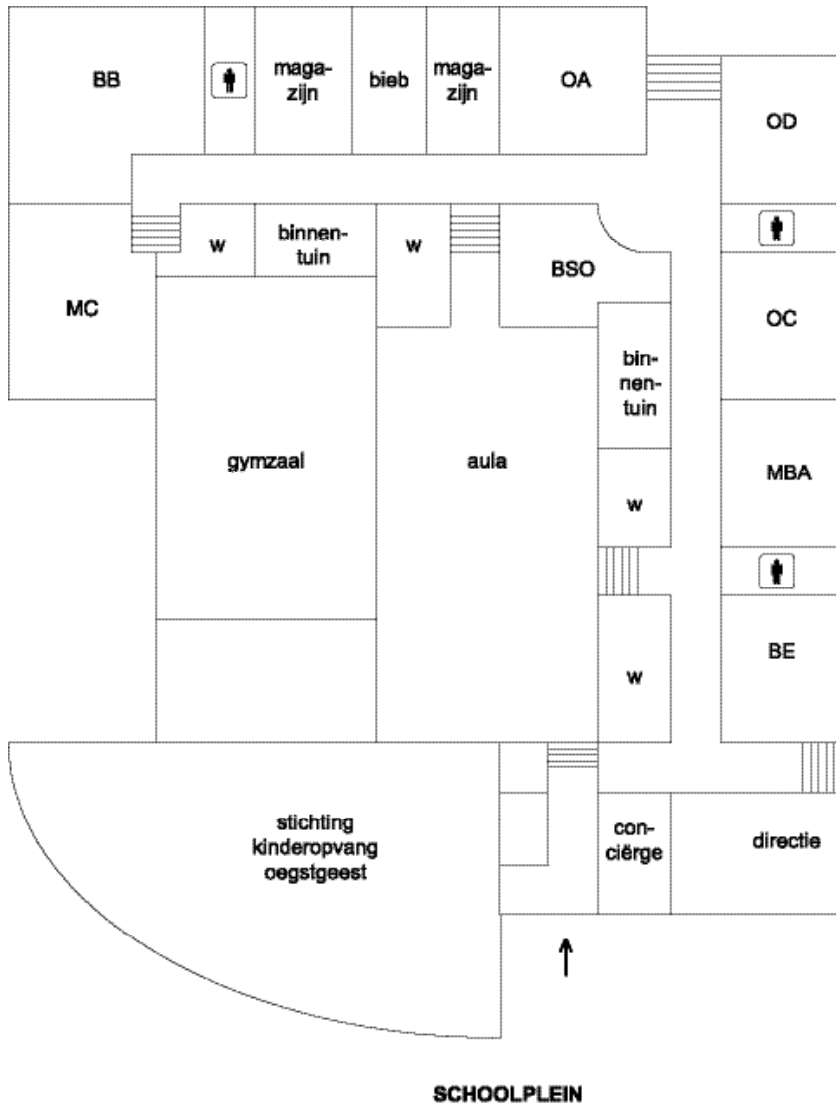 BB
maga-
zijn
bieb
maga-
zijn
OA
OD
w
binnen-
tuin
w
BSO
MC
OC
bin-
nen-
tuin
gymzaal
aula
MBA
w
BE
w
stichting
kinderopvang
oegstgeest
con-
ciërge
directie
SCHOOLPLEIN